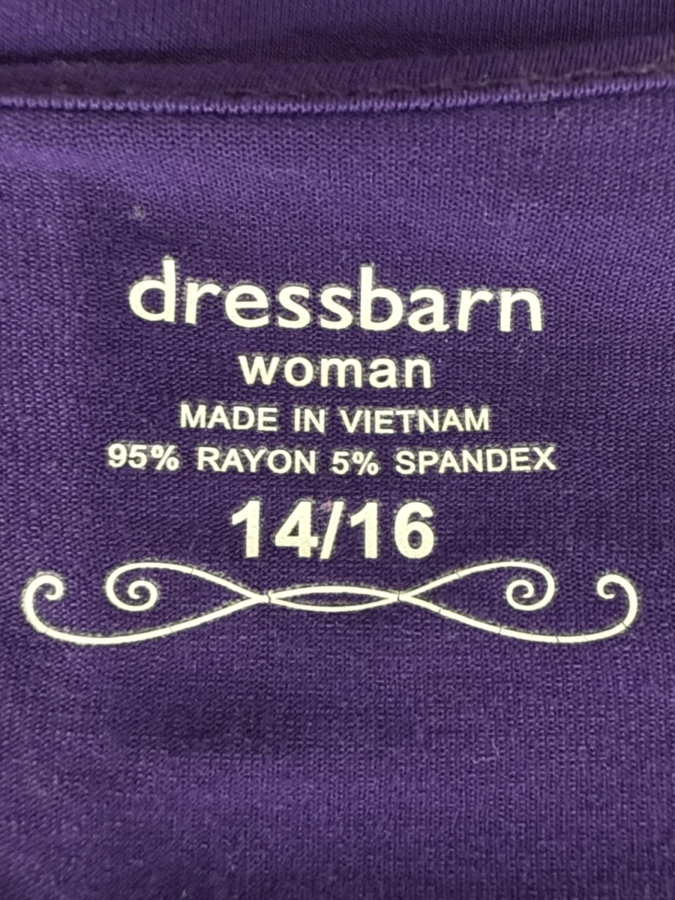 dressbarn
woman
MADE IN VIETNAM
95% RAYON 5% SPANDEX
14/16